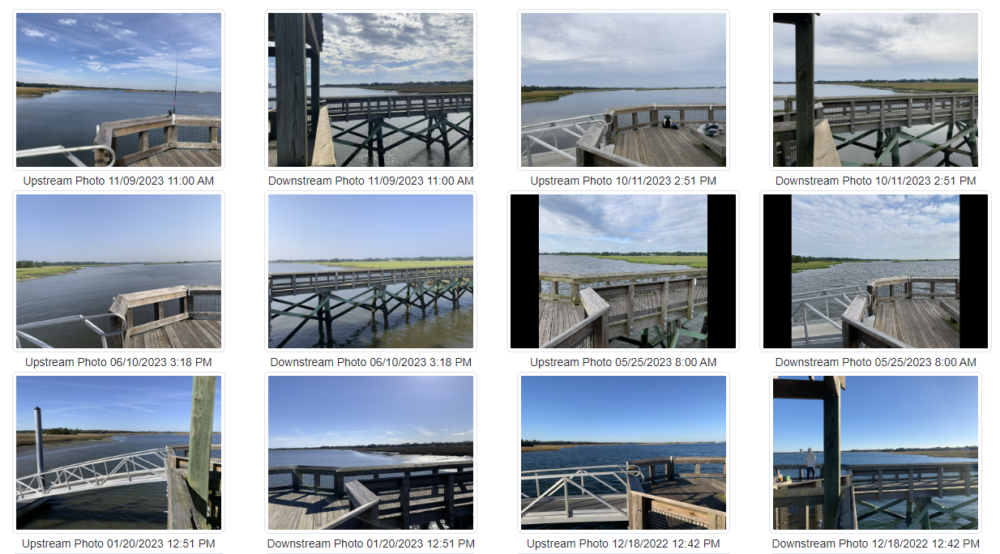 Upstream Photo 11/09/2023 11:00 AM
Downstream Photo 11/09/2023 11:00 AM
Upstream Photo 10/11/2023 2:51 PM
Downstream Photo 10/11/2023 2:51 PM
Upstream Photo 06/10/2023 3:18 PM
Downstream Photo 06/10/2023 3:18 PM
Upstream Photo 05/25/2023 8:00 AM
Downstream Photo 05/25/2023 8:00 AM
Upstream Photo 01/20/2023 12:51 PM
Downstream Photo 01/20/2023 12:51 PM
Upstream Photo 12/18/2022 12:42 PM
Downstream Photo 12/18/2022 12:42 PM